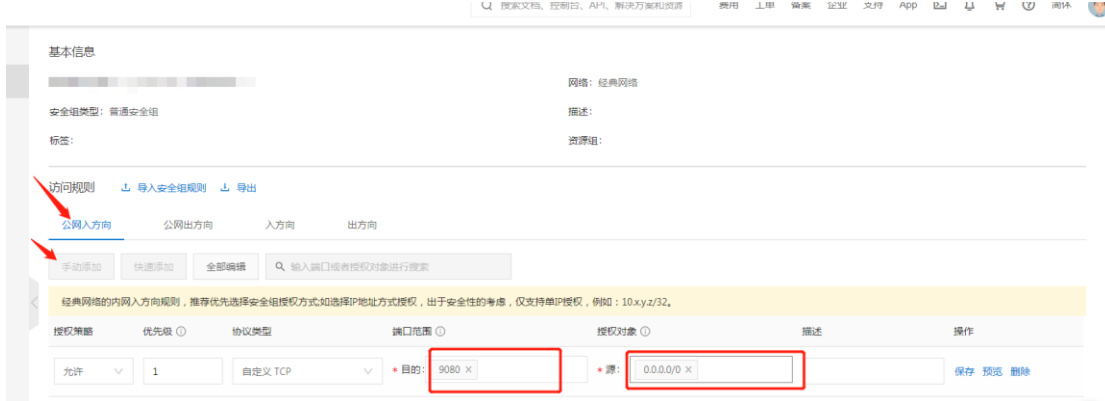 搜索文档、控制台、API、解决方案和资源 费用 工单 备案 企业 支持 App 简体
基本信息
网络：经典网络
安全组类型：普通安全组 描述：
标签： 资源组：
访问规则 导入安全组规则 导出
公网入方向 公网出方向 入方向 出方向
手动添加 快速添加 全部编辑 输入端口或者授权对象进行搜索
经典网络的内网入方向规则，推荐优先选择安全组授权方式;如选择IP地址方式授权，出于安全性的考虑，仅支持单IP授权，例如：10.x.y.z/32。
授权策略 优先级 协议类型 端口范围 授权对象 描述 操作
允许 1 自定义 TCP * 目的： 9080 × * 源： 0.0.0.0/0 × 保存 预览 删除